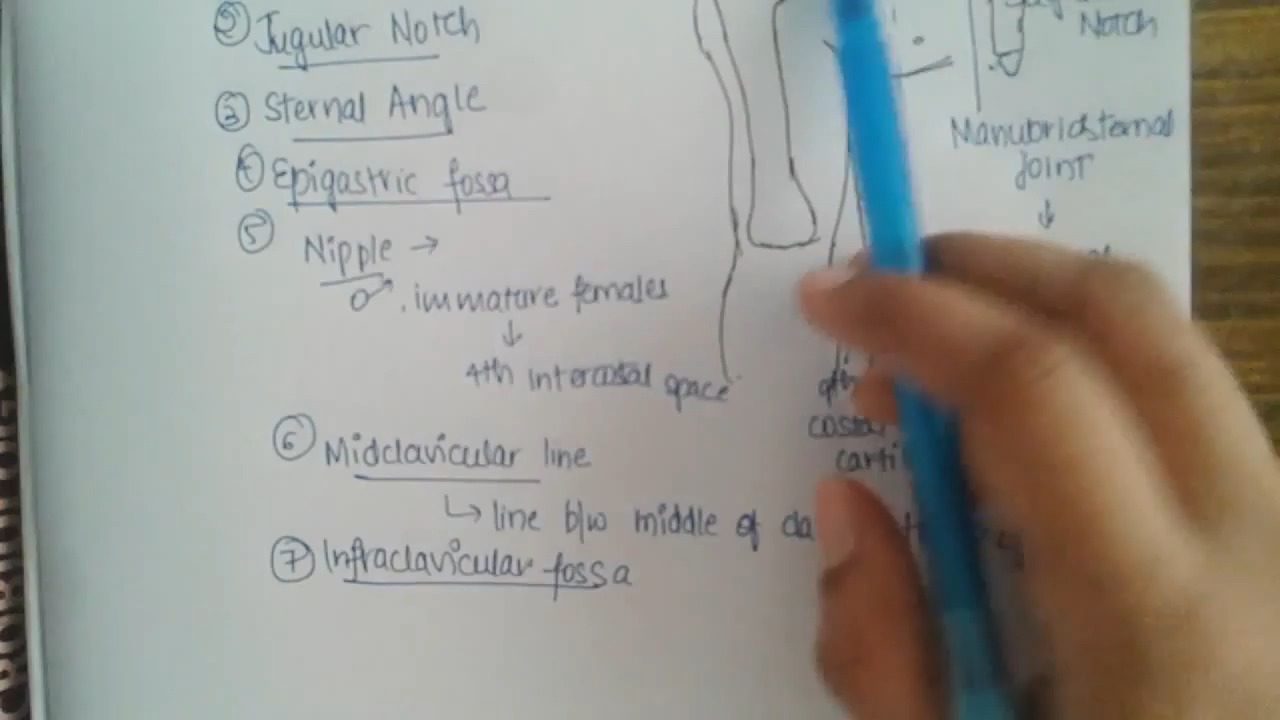 ② Jugular Notch
③ Sternal Angle
④ Epigastric fossa
⑤ Nipple →
♂, immature females
↓
4th intercostal space
⑥ Midclavicular line
↳ line b/w middle of
⑦ Infraclavicular fossa
Notch
Manubriosternal
joint
↓
costal